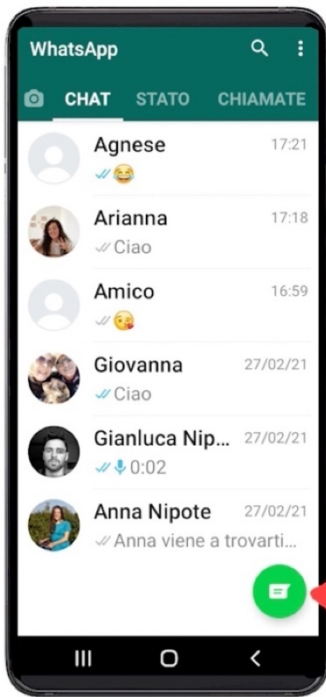 WhatsApp
CHAT STATO CHIAMATE
Agnese 17:21
😂
Arianna 17:18
Ciao
Amico 16:59
😘
Giovanna 27/02/21
Ciao
Gianluca Nip... 27/02/21
0:02
Anna Nipote 27/02/21
Anna viene a trovarti...